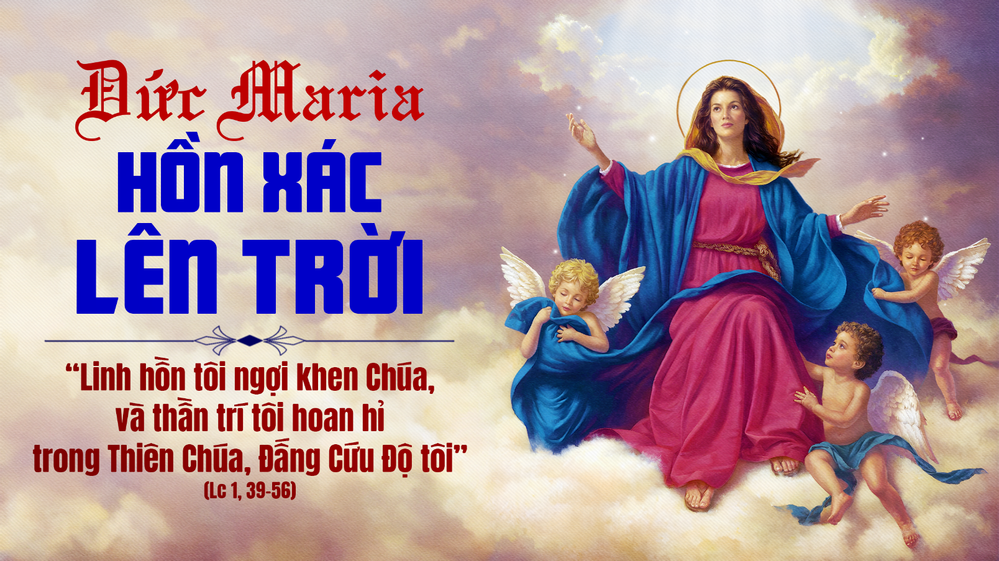 Đức Maria
HỒN XÁC
LÊN TRỜI
“Linh hồn tôi ngợi khen Chúa,
và thần trí tôi hoan hỉ
trong Thiên Chúa, Đấng Cứu Độ tôi”
(Lc 1, 39-56)